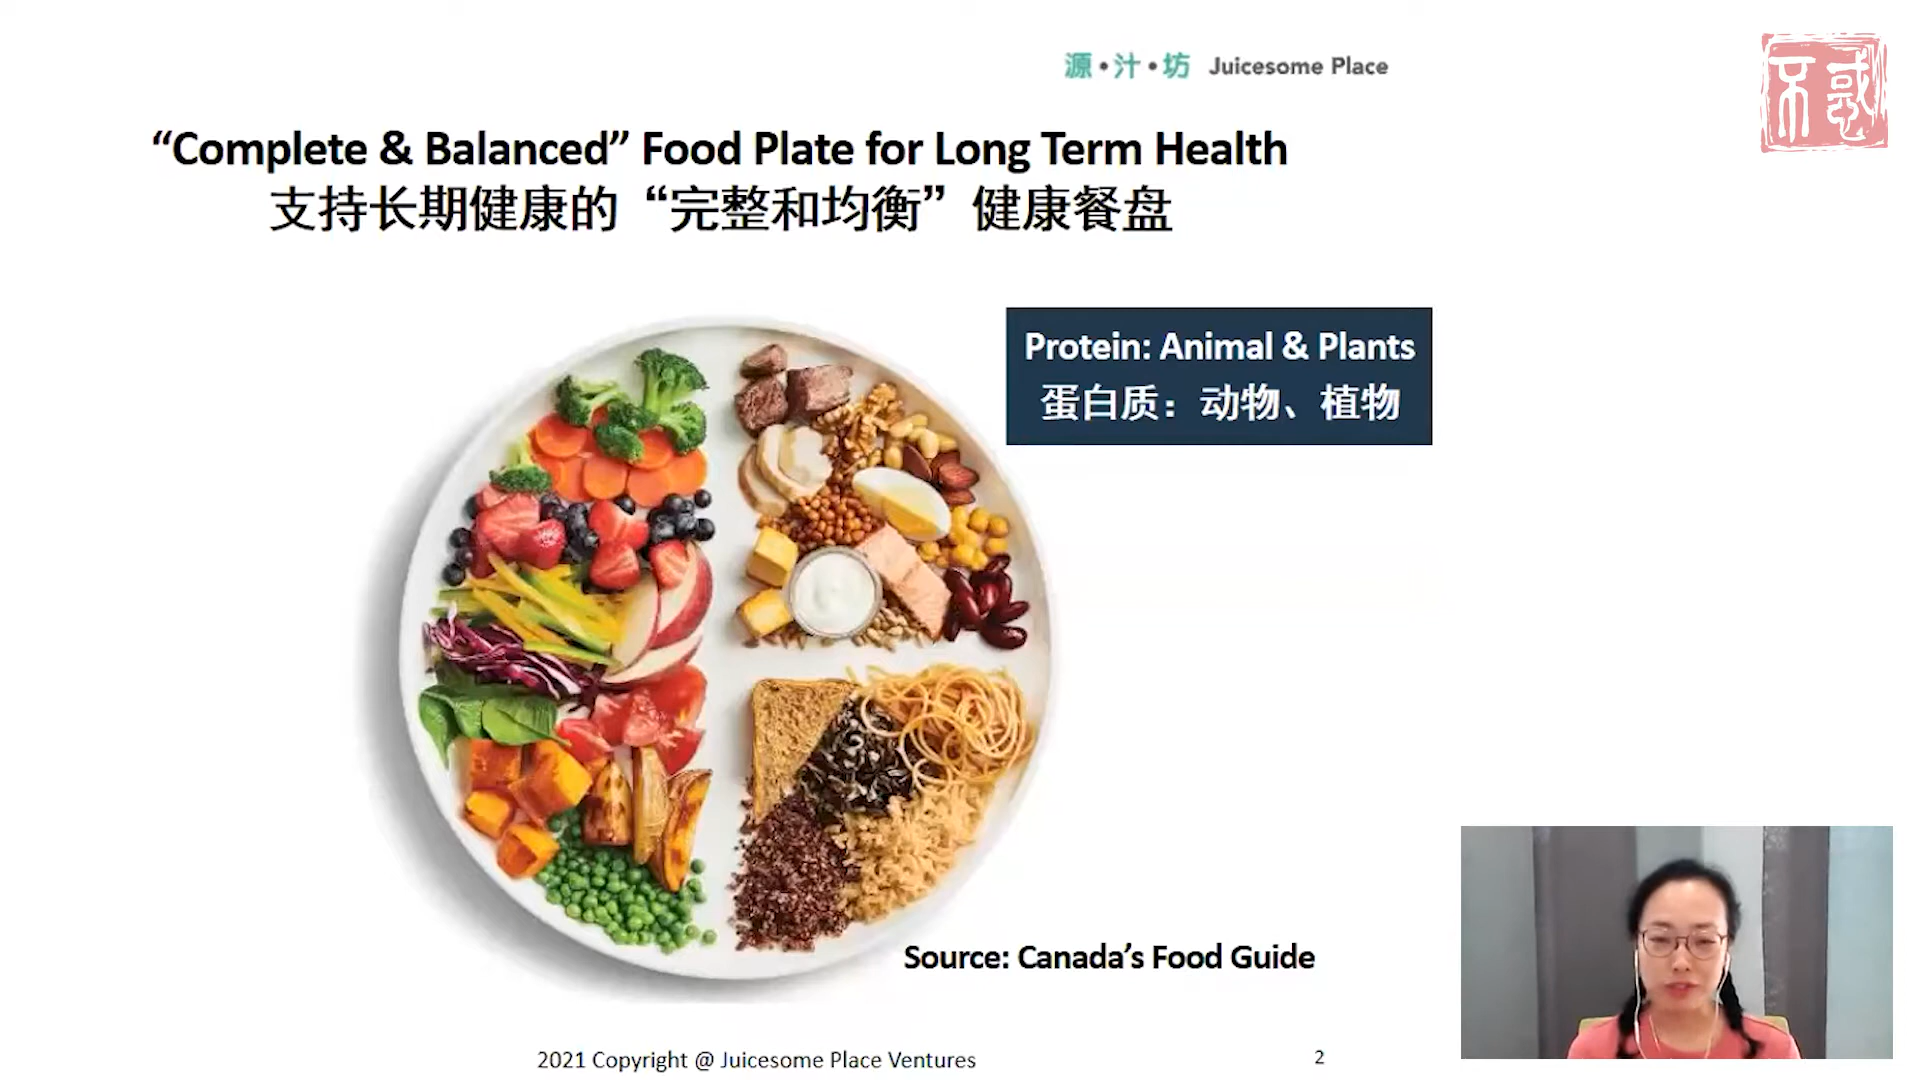 源·汁·坊 Juicesome Place
不惑
“Complete & Balanced” Food Plate for Long Term Health
支持长期健康的“完整和均衡”健康餐盘
Protein: Animal & Plants
蛋白质：动物、植物
Source: Canada’s Food Guide
2021 Copyright @ Juicesome Place Ventures
2